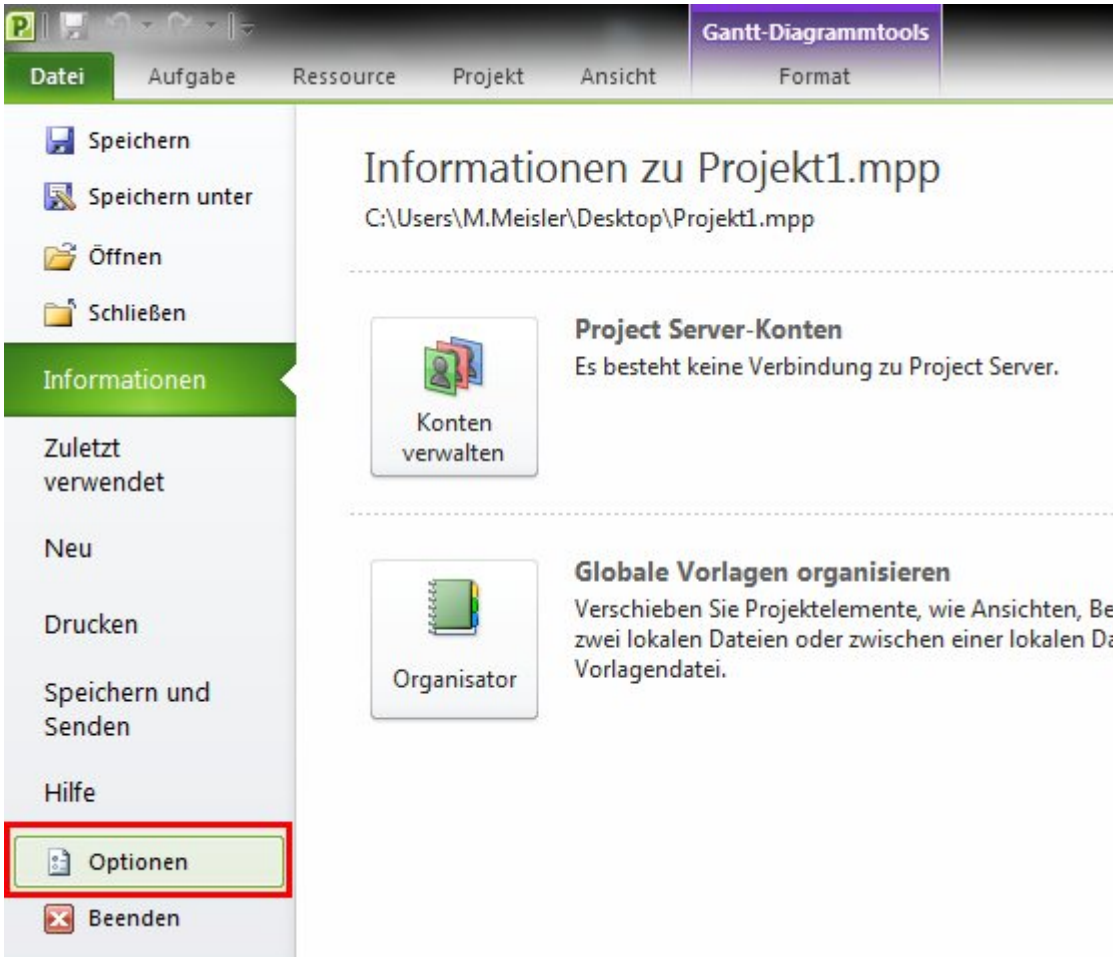 Gantt-Diagrammtools
Datei Aufgabe Ressource Projekt Ansicht Format
Speichern
Speichern unter
Öffnen
Schließen
Informationen
Zuletzt
verwendet
Neu
Drucken
Speichern und
Senden
Hilfe
Optionen
Beenden
Informationen zu Projekt1.mpp
C:\Users\M.Meisler\Desktop\Projekt1.mpp
Konten
verwalten
Project Server-Konten
Es besteht keine Verbindung zu Project Server.
Organisator
Globale Vorlagen organisieren
Verschieben Sie Projektelemente, wie Ansichten, Be
zwei lokalen Dateien oder zwischen einer lokalen Da
Vorlagendatei.